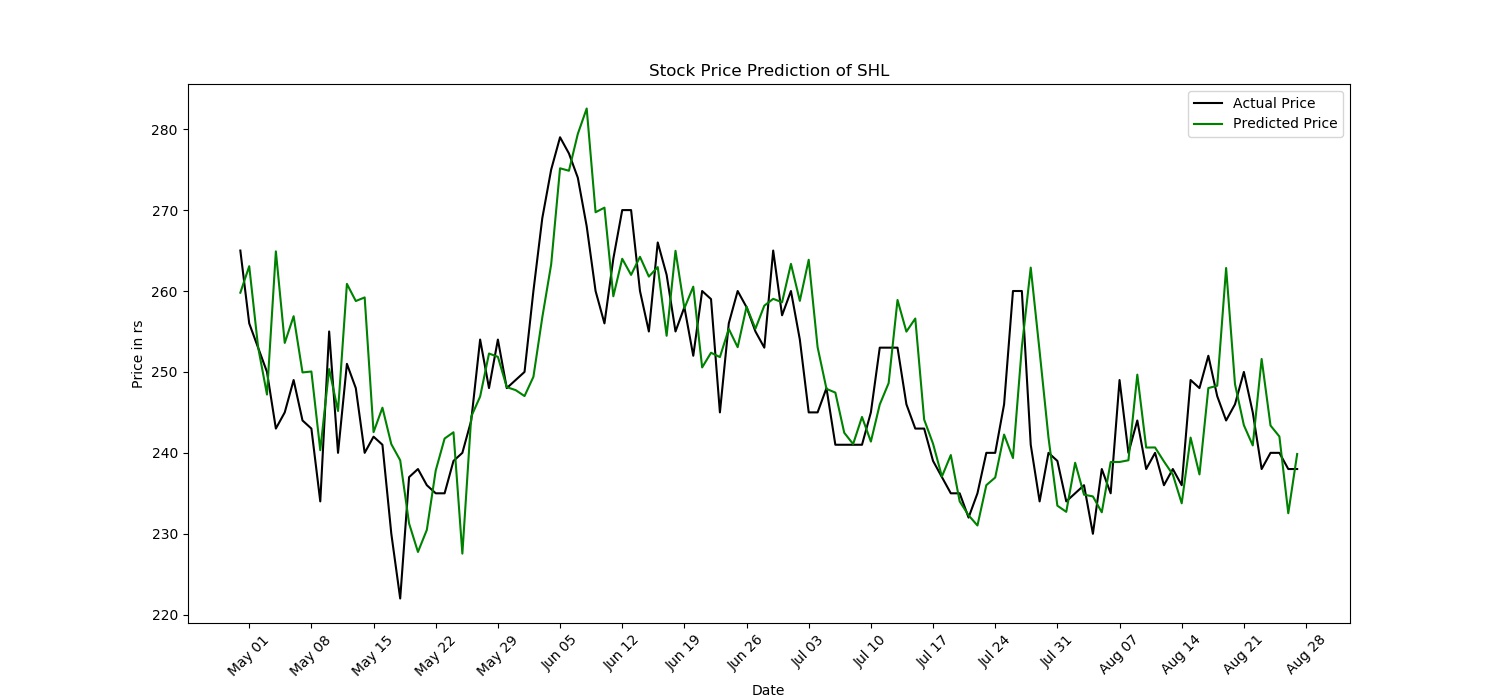 Stock Price Prediction of SHL
Actual Price
Predicted Price
280
270
260
250
240
230
220
Price in rs
May 01
May 08
May 15
May 22
May 29
Jun 05
Jun 12
Jun 19
Jun 26
Jul 03
Jul 10
Jul 17
Jul 24
Jul 31
Aug 07
Aug 14
Aug 21
Aug 28
Date